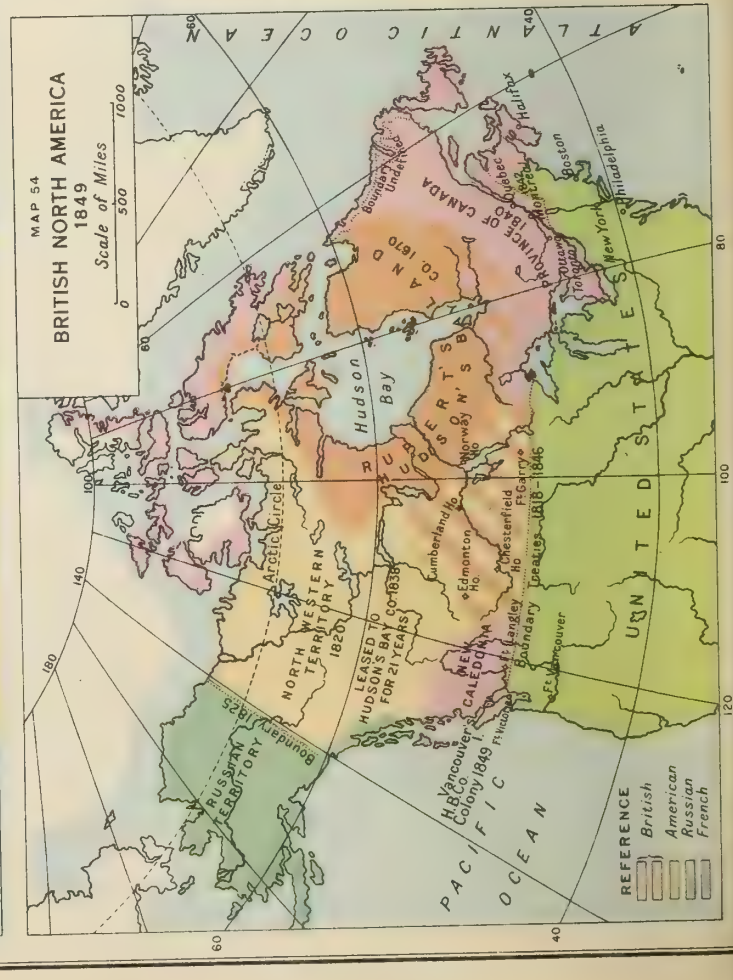 MAP 54
BRITISH NORTH AMERICA
1849
Scale of Miles
0 500 1000
60
60
40
ATLANTIC OCEAN
180
140
100
Arctic Circle
RUSSIAN
TERRITORY
Boundary 1825
NORTH WESTERN
TERRITORY
1820
LEASED TO
HUDSON'S BAY CO. 1838
FOR 21 YEARS
Hudson
Bay
RUPERT'S LAND
HUDSON'S BAY CO. 1670
Boundary Undefined
PROVINCE OF CANADA
1840
Quebec
1842
Montreal
Ottawa
Toronto
Halifax
Boston
New York
Philadelphia
Norway
Ho
Cumberland Ho.
Edmonton
Ho.
Chesterfield
Ho
Ft Garry
NEW
CALEDONIA
Ft Langley
Boundary Treaties 1818-1846
Ft Vancouver
Vancouver's I.
H.B.Co.
Colony 1849
Ft Victoria
PACIFIC
OCEAN
UNITED STATES
REFERENCE
British
American
Russian
French
60
40
120
100
80